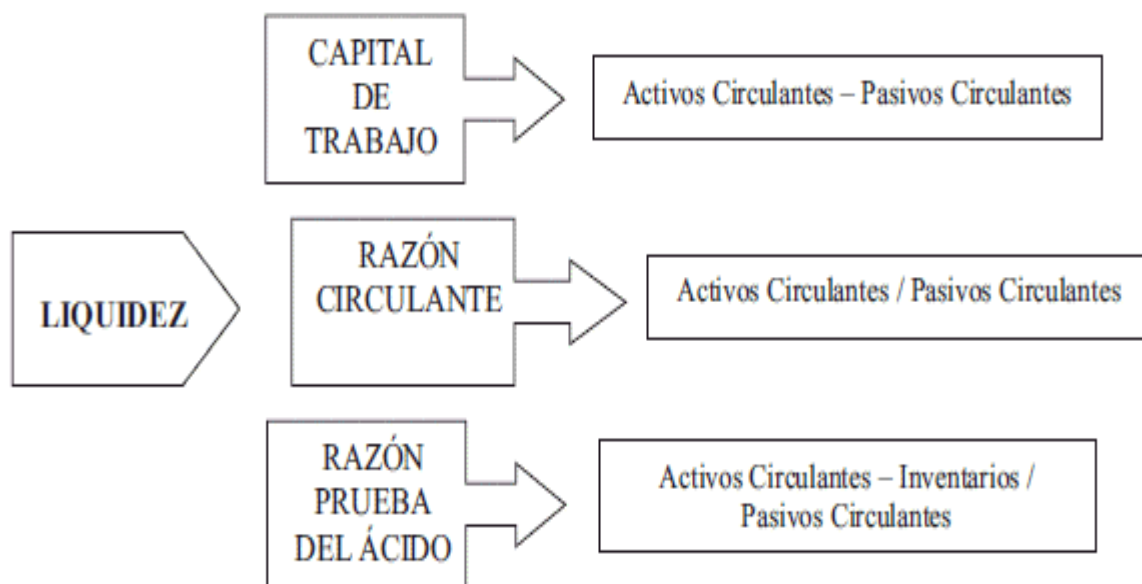 CAPITAL
DE
TRABAJO
Activos Circulantes – Pasivos Circulantes
LIQUIDEZ
RAZÓN
CIRCULANTE
Activos Circulantes / Pasivos Circulantes
RAZÓN
PRUEBA
DEL ÁCIDO
Activos Circulantes – Inventarios /
Pasivos Circulantes